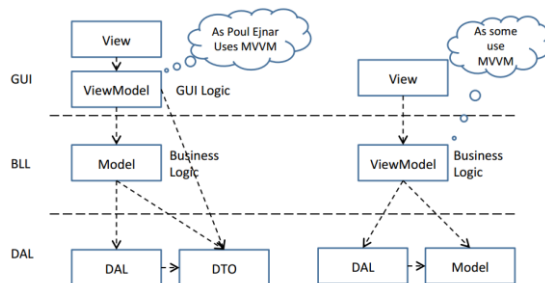 View
As Poul Ejnar
Uses MVVM
As some
use
MVVM
GUI
ViewModel
GUI Logic
View
BLL
Model
Business
Logic
ViewModel
Business
Logic
DAL
DAL
DTO
DAL
Model